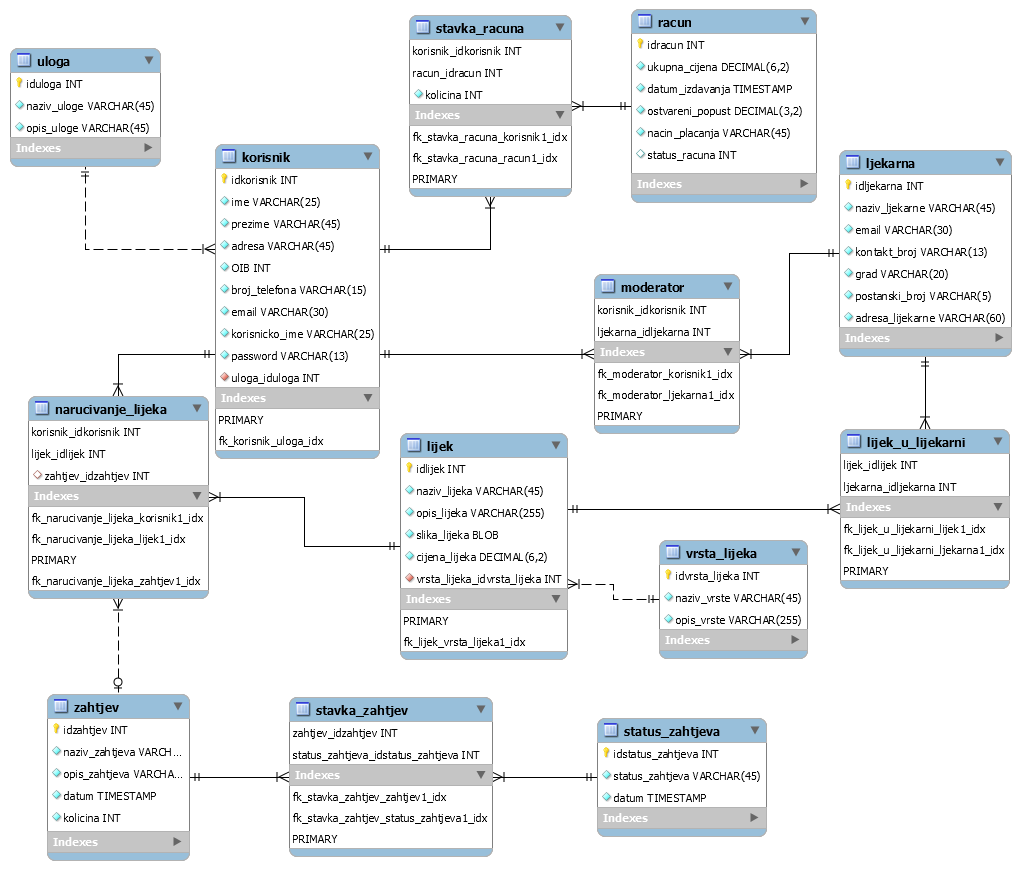 uloga
iduloga INT
naziv_uloge VARCHAR(45)
opis_uloge VARCHAR(45)
Indexes
korisnik
idkorisnik INT
ime VARCHAR(25)
prezime VARCHAR(45)
adresa VARCHAR(45)
OIB INT
broj_telefona VARCHAR(15)
email VARCHAR(30)
korisnicko_ime VARCHAR(25)
password VARCHAR(13)
uloga_iduloga INT
Indexes
PRIMARY
fk_korisnik_uloga_idx
stavka_racuna
korisnik_idkorisnik INT
racun_idracun INT
kolicina INT
Indexes
fk_stavka_racuna_korisnik1_idx
fk_stavka_racuna_racun1_idx
PRIMARY
racun
idracun INT
ukupna_cijena DECIMAL(6,2)
datum_izdavanja TIMESTAMP
ostvareni_popust DECIMAL(3,2)
nacin_placanja VARCHAR(45)
status_racuna INT
Indexes
ljekarna
idljekarna INT
naziv_ljekarne VARCHAR(45)
email VARCHAR(30)
kontakt_broj VARCHAR(13)
grad VARCHAR(20)
postanski_broj VARCHAR(5)
adresa_lijekarne VARCHAR(60)
Indexes
moderator
korisnik_idkorisnik INT
ljekarna_idljekarna INT
Indexes
fk_moderator_korisnik1_idx
fk_moderator_ljekarna1_idx
PRIMARY
narucivanje_lijeka
korisnik_idkorisnik INT
lijek_idlijek INT
zahtjev_idzahtjev INT
Indexes
fk_narucivanje_lijeka_korisnik1_idx
fk_narucivanje_lijeka_lijek1_idx
PRIMARY
fk_narucivanje_lijeka_zahtjev1_idx
lijek
idlijek INT
naziv_lijeka VARCHAR(45)
opis_lijeka VARCHAR(255)
slika_lijeka BLOB
cijena_lijeka DECIMAL(6,2)
vrsta_lijeka_idvrsta_lijeka INT
Indexes
PRIMARY
fk_lijek_vrsta_lijeka1_idx
lijek_u_lijekarni
lijek_idlijek INT
ljekarna_idljekarna INT
Indexes
fk_lijek_u_lijekarni_lijek1_idx
fk_lijek_u_lijekarni_ljekarna1_idx
PRIMARY
vrsta_lijeka
idvrsta_lijeka INT
naziv_vrste VARCHAR(45)
opis_vrste VARCHAR(255)
Indexes
zahtjev
idzahtjev INT
naziv_zahtjeva VARCH...
opis_zahtjeva VARCHA...
datum TIMESTAMP
kolicina INT
Indexes
stavka_zahtjev
zahtjev_idzahtjev INT
status_zahtjeva_idstatus_zahtjeva INT
Indexes
fk_stavka_zahtjev_zahtjev1_idx
fk_stavka_zahtjev_status_zahtjeva1_idx
PRIMARY
status_zahtjeva
idstatus_zahtjeva INT
status_zahtjeva VARCHAR(45)
datum TIMESTAMP
Indexes